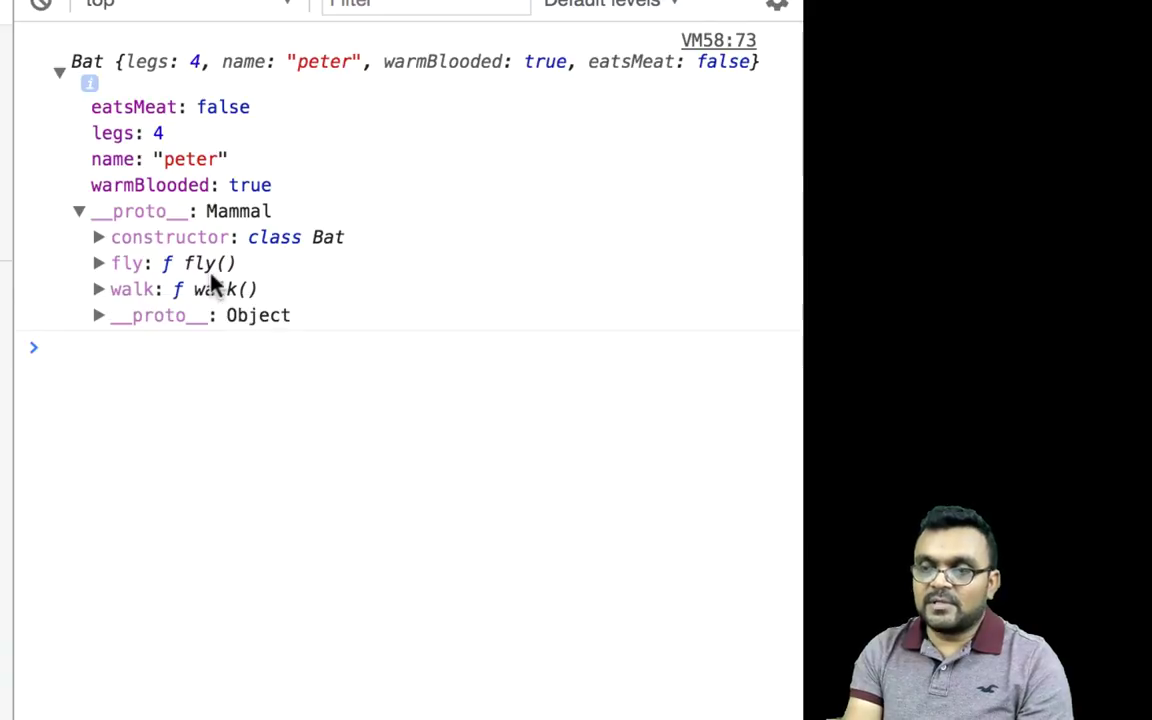 top Filter Default levels
VM58:73
Bat {legs: 4, name: "peter", warmBlooded: true, eatsMeat: false}
i
eatsMeat: false
legs: 4
name: "peter"
warmBlooded: true
__proto__: Mammal
constructor: class Bat
fly: ƒ fly()
walk: ƒ walk()
__proto__: Object